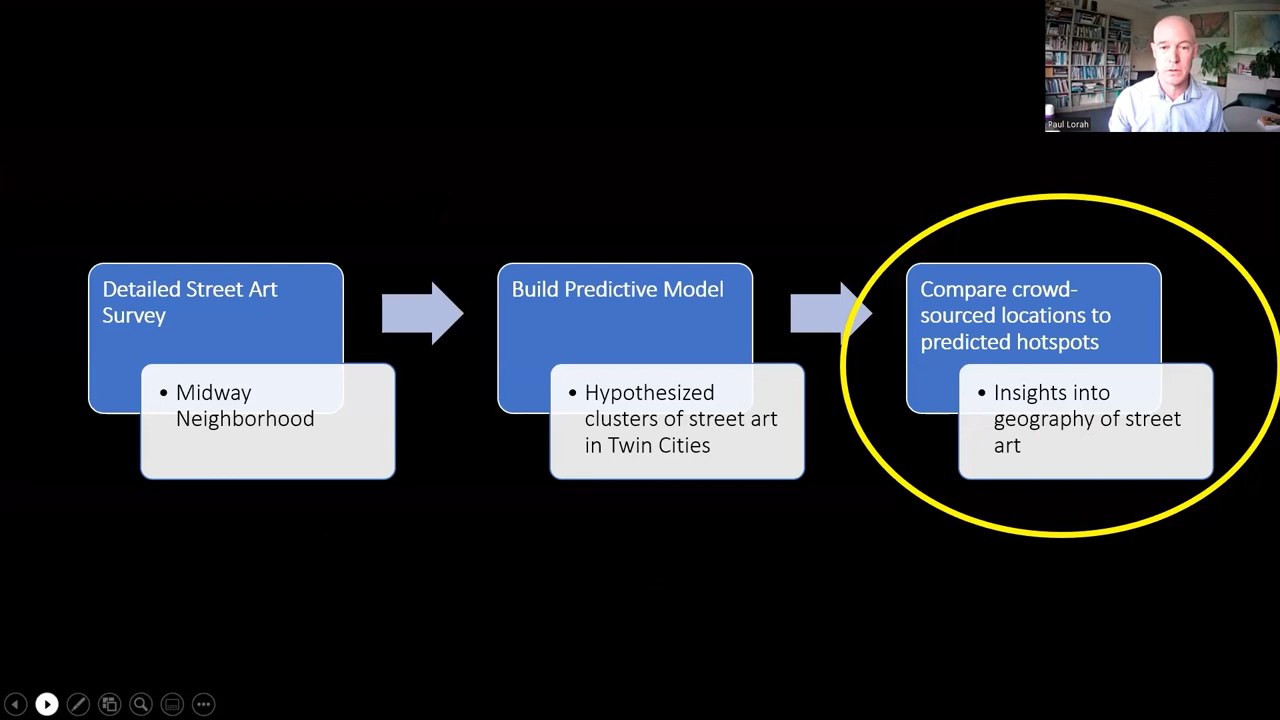 Paul Lorah
Detailed Street Art
Survey
• Midway
Neighborhood
Build Predictive Model
• Hypothesized
clusters of street art
in Twin Cities
Compare crowd-
sourced locations to
predicted hotspots
• Insights into
geography of street
art